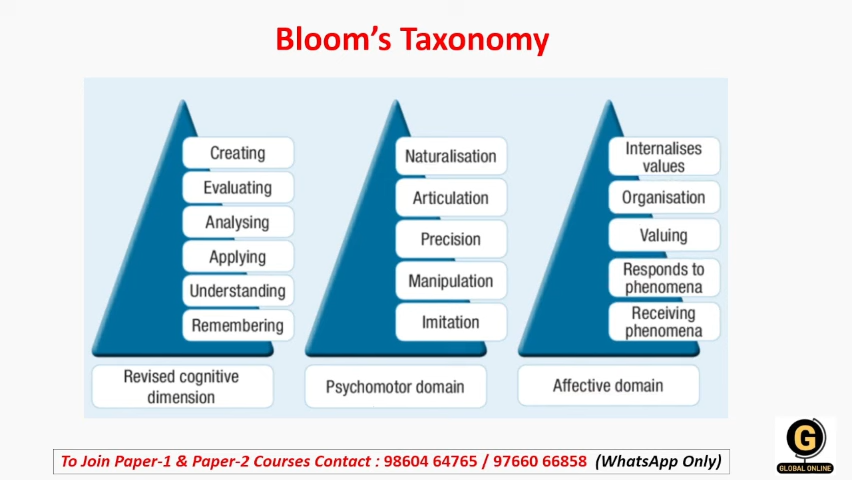 Bloom’s Taxonomy
Creating
Evaluating
Analysing
Applying
Understanding
Remembering
Revised cognitive
dimension
Naturalisation
Articulation
Precision
Manipulation
Imitation
Psychomotor domain
Internalises
values
Organisation
Valuing
Responds to
phenomena
Receiving
phenomena
Affective domain
G
GLOBAL ONLINE
To Join Paper-1 & Paper-2 Courses Contact : 98604 64765 / 97660 66858 (WhatsApp Only)